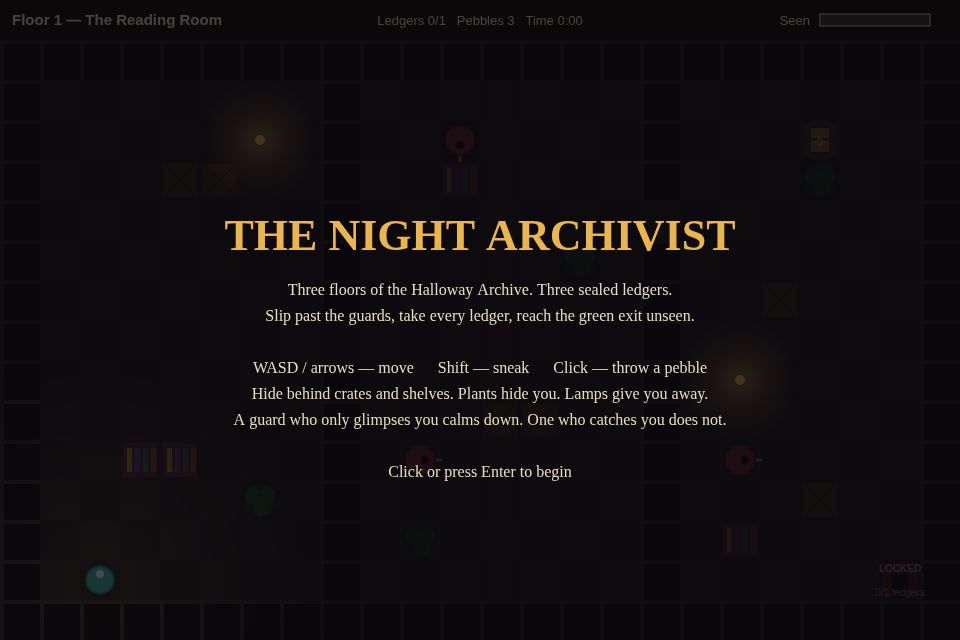 Floor 1 — The Reading Room
Ledgers 0/1 Pebbles 3 Time 0:00
Seen
THE NIGHT ARCHIVIST
Three floors of the Halloway Archive. Three sealed ledgers.
Slip past the guards, take every ledger, reach the green exit unseen.
WASD / arrows — move Shift — sneak Click — throw a pebble
Hide behind crates and shelves. Plants hide you. Lamps give you away.
A guard who only glimpses you calms down. One who catches you does not.
Click or press Enter to begin
LOCKED
0/1 ledgers